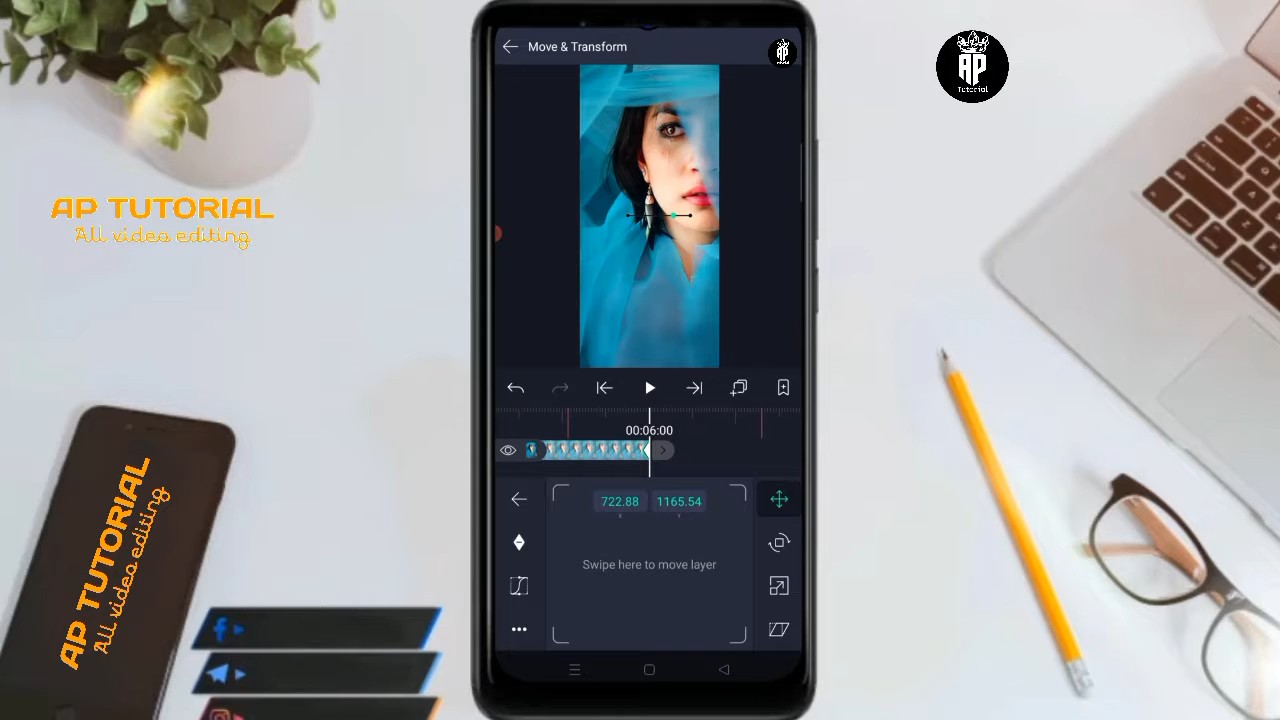 Move & Transform
AP
Tutorial
AP TUTORIAL
All video editing
00:06:00
722.88
1165.54
X
Y
Swipe here to move layer
AP TUTORIAL
All video editing